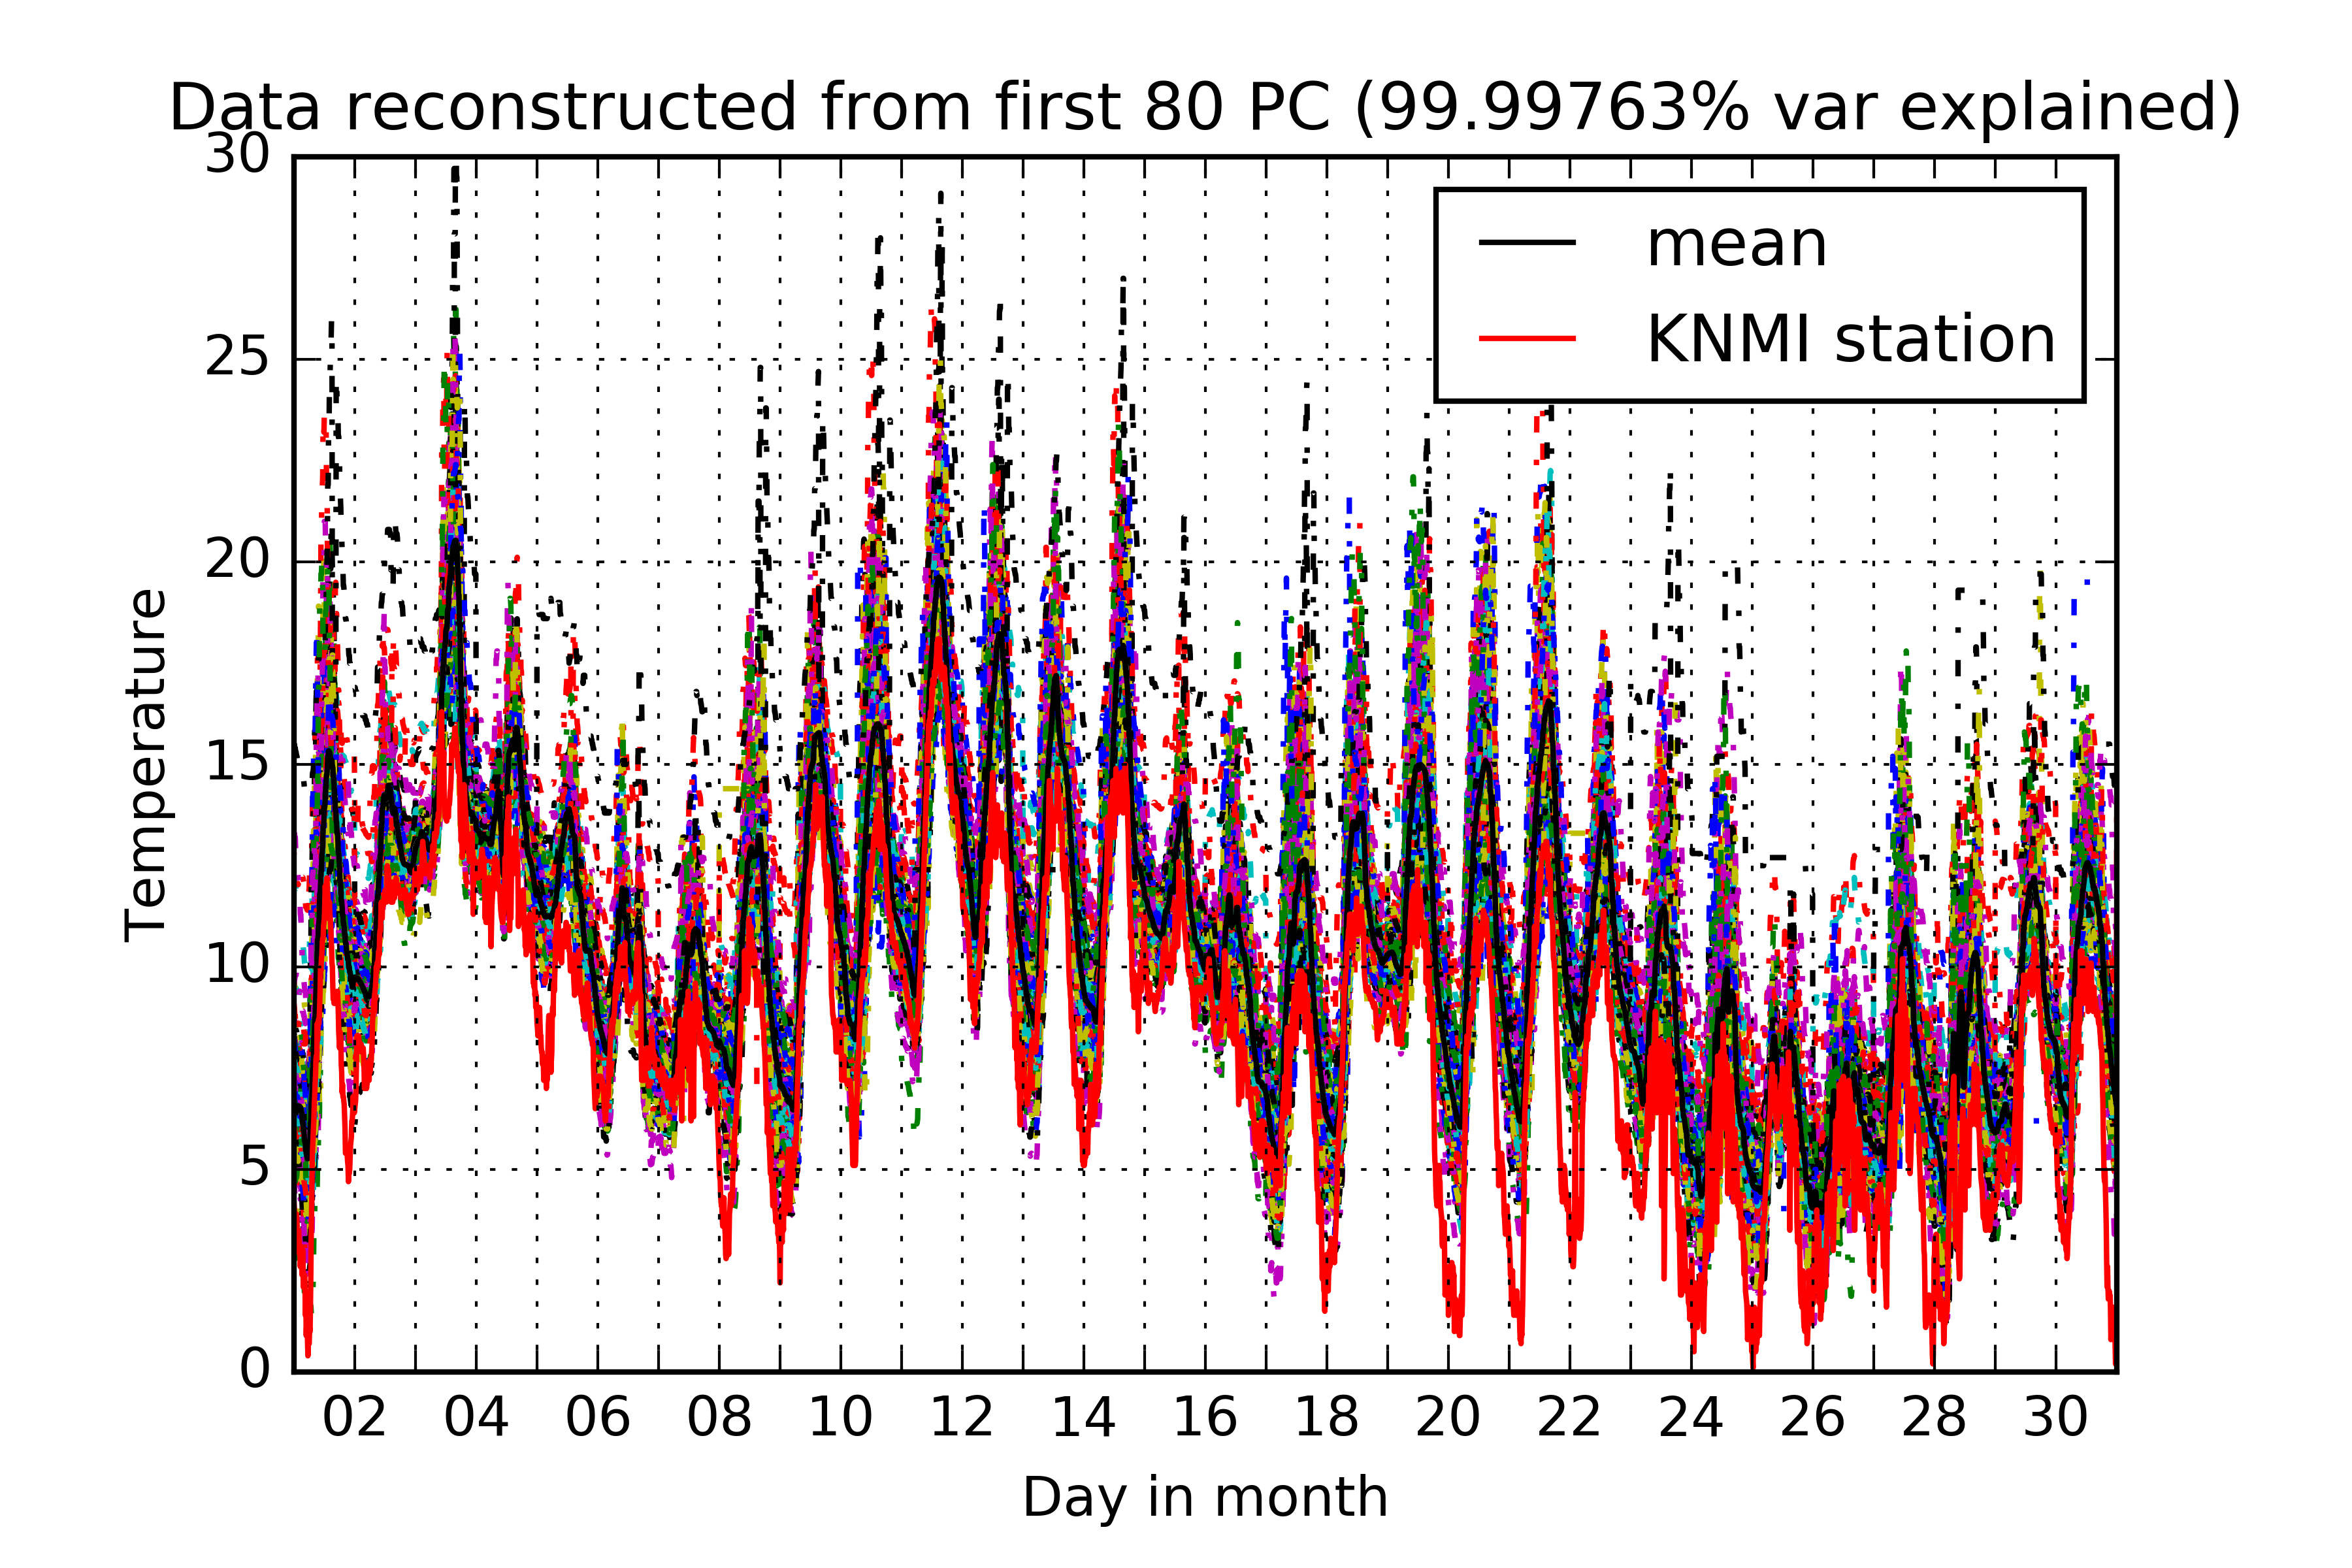 Data reconstructed from first 80 PC (99.99763% var explained)
30
25
20
15
10
5
0
Temperature
mean
KNMI station
02 04 06 08 10 12 14 16 18 20 22 24 26 28 30
Day in month